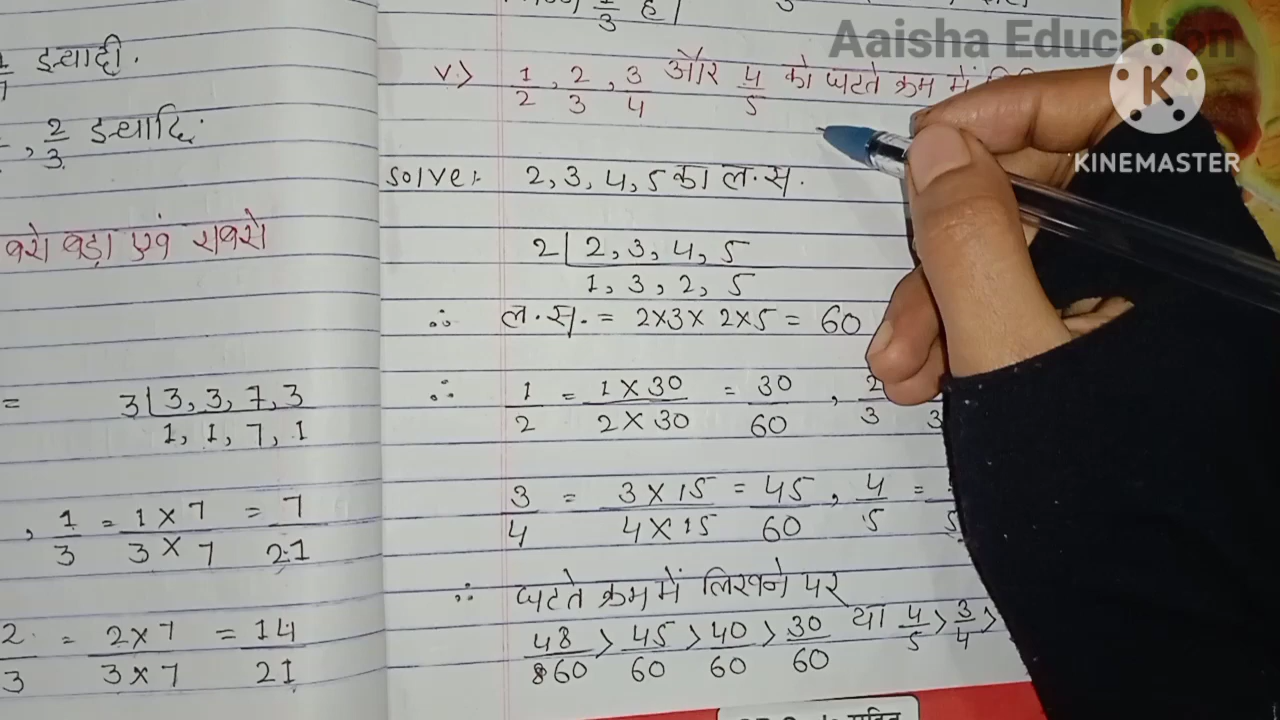 Aaisha Education
KINEMASTER
इत्यादी.
, 2/3 इत्यादि.
बड़ा एवं सबसे
= 3 | 3, 3, 7, 3
1, 1, 7, 1
, 1/3 = 1×7/3×7 = 7/21
2/3 = 2×7/3×7 = 14/21
1/3 है|
v.> 1/2, 2/3, 3/4 और 4/5 को घटते क्रम में
Solve:- 2, 3, 4, 5 का ल.स.
2 | 2, 3, 4, 5
1, 3, 2, 5
∴ ल.स. = 2×3×2×5 = 60
∴ 1/2 = 1×30/2×30 = 30/60, 2/3
3/4 = 3×15/4×15 = 45/60, 4/5 =
∴ घटते क्रम में लिखने पर
48/60 > 45/60 > 40/60 > 30/60 या 4/5 > 3/4 >